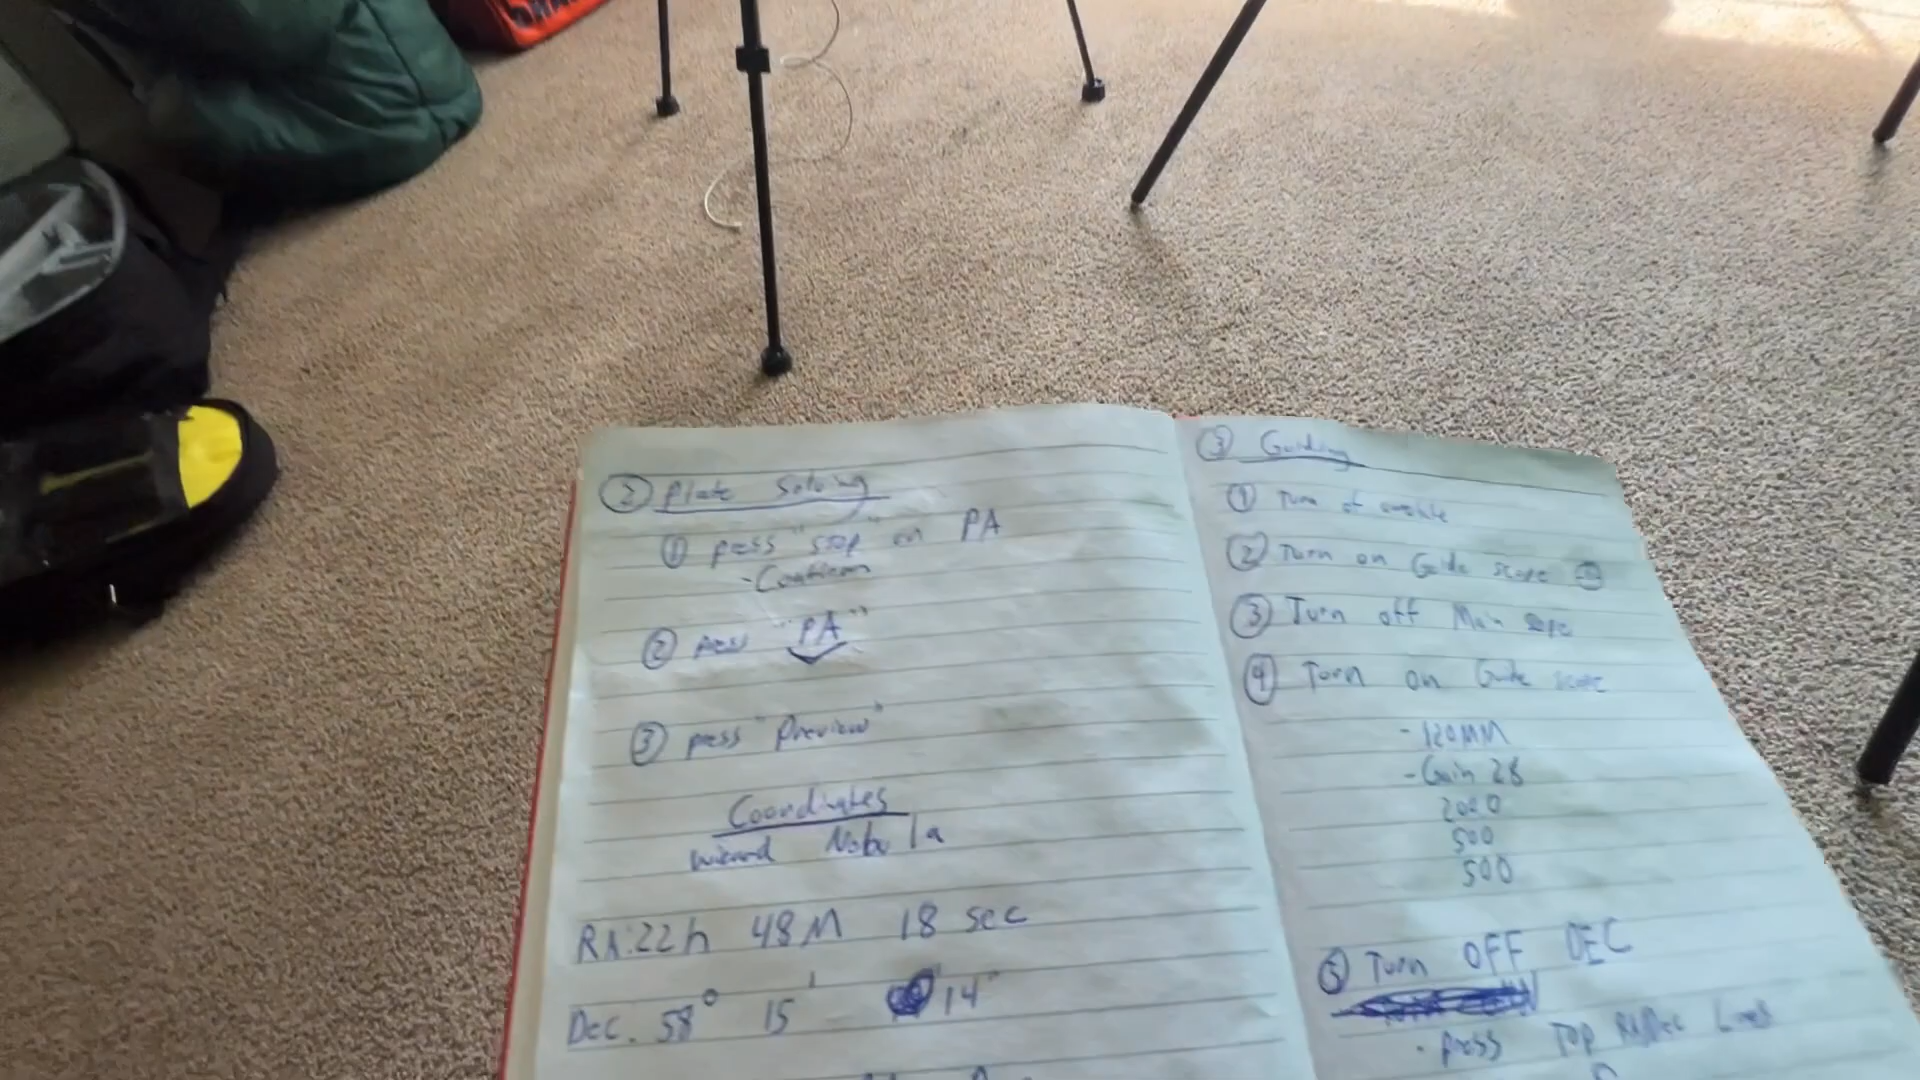 ② Plate Solving
① press "stop" on PA
- Confirm
② press "PA"
③ press "Preview"
Coordinates
wizard Nebula
RA: 22h 48M 18 sec
Dec. 58° 15' 14"
③ Guiding
① Turn
② Turn on Guide scope
③ Turn off Main scope
④ Turn on Guide scope
- 120MM
- Gain 28
2000
500
500
⑤ Turn OFF DEC
- press Top RA/Dec